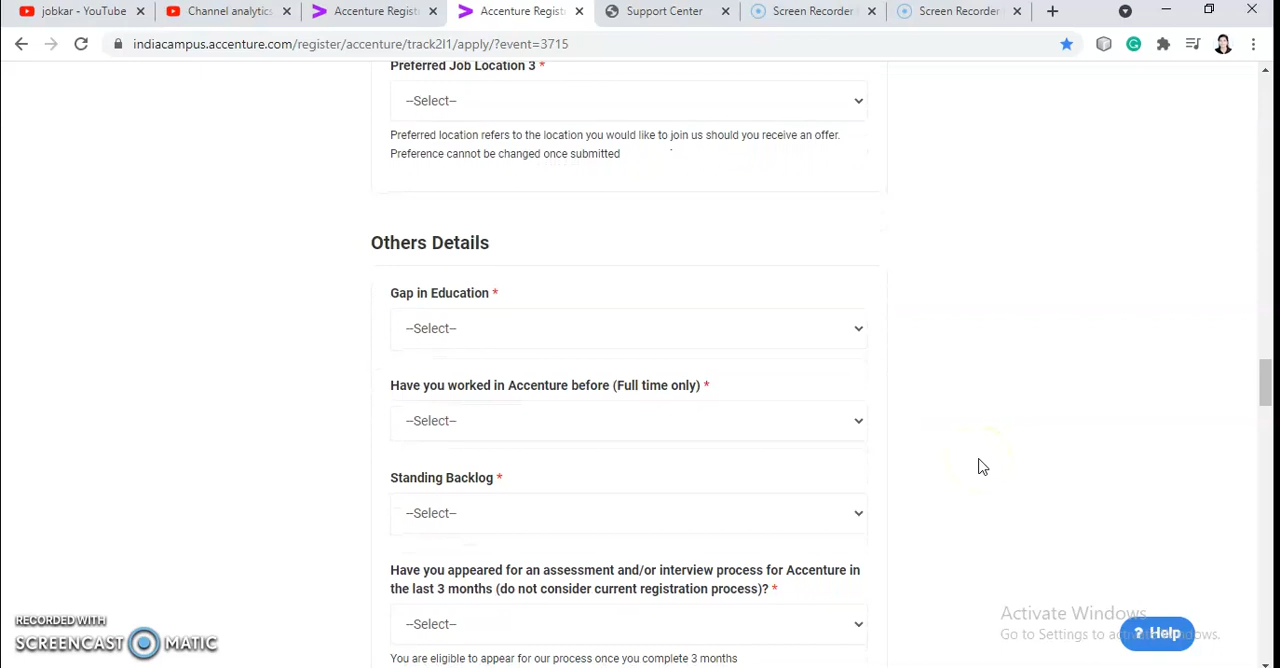 jobkar - YouTube
Channel analytics
Accenture Regist
Accenture Regist
Support Center
Screen Recorder
Screen Recorder
indiacampus.accenture.com/register/accenture/track2l1/apply/?event=3715
Preferred Job Location 3 *
--Select--
Preferred location refers to the location you would like to join us should you receive an offer.
Preference cannot be changed once submitted
Others Details
Gap in Education *
--Select--
Have you worked in Accenture before (Full time only) *
--Select--
Standing Backlog *
--Select--
Have you appeared for an assessment and/or interview process for Accenture in
the last 3 months (do not consider current registration process)? *
--Select--
You are eligible to appear for our process once you complete 3 months
Activate Windows
Go to Settings to activate Windows.
? Help
RECORDED WITH
SCREENCAST MATIC